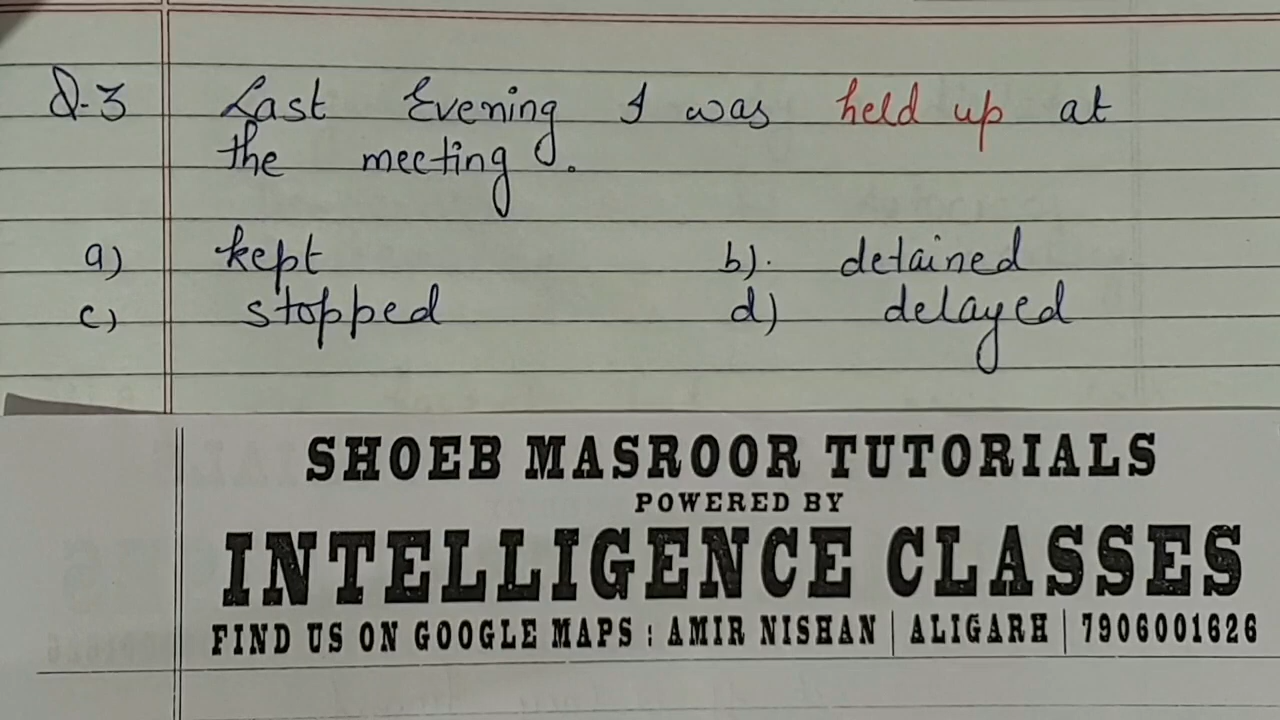 Q.3 Last Evening I was held up at
the meeting.
a) kept b). detained
c) stopped d) delayed
SHOEB MASROOR TUTORIALS
POWERED BY
INTELLIGENCE CLASSES
FIND US ON GOOGLE MAPS : AMIR NISHAN | ALIGARH | 7906001626